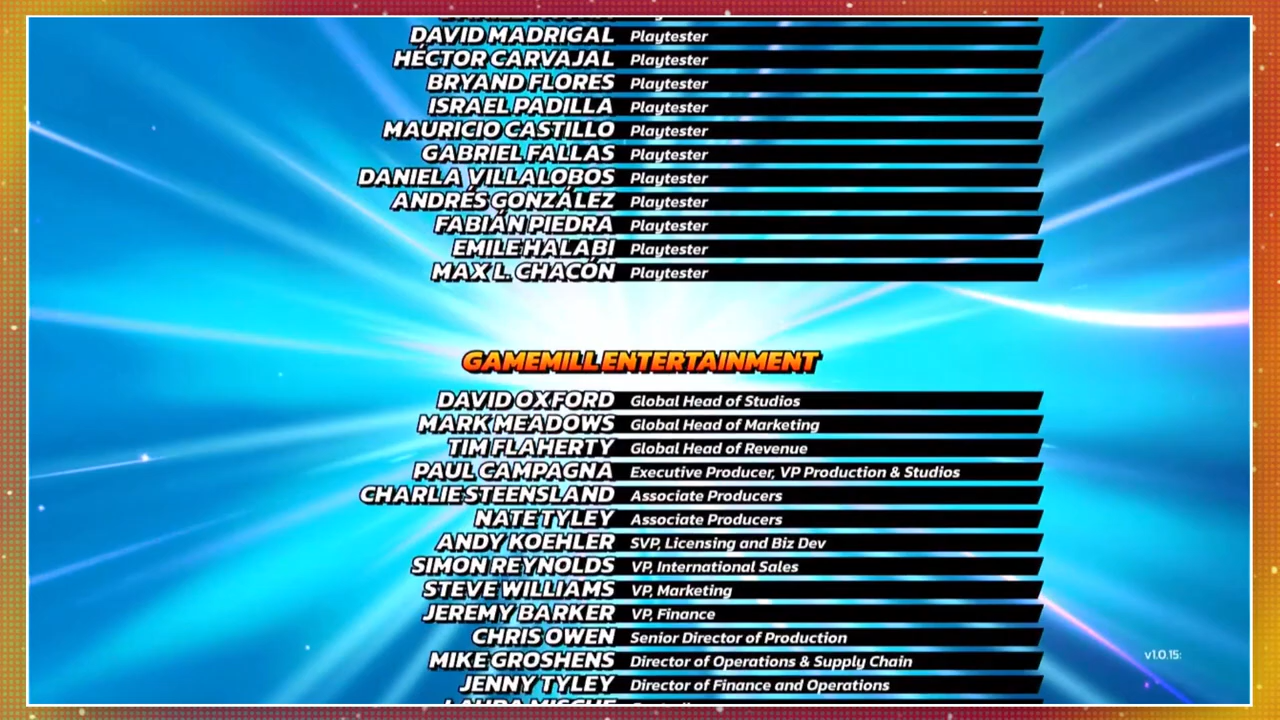 DAVID MADRIGAL Playtester
HÉCTOR CARVAJAL Playtester
BRYAND FLORES Playtester
ISRAEL PADILLA Playtester
MAURICIO CASTILLO Playtester
GABRIEL FALLAS Playtester
DANIELA VILLALOBOS Playtester
ANDRÉS GONZÁLEZ Playtester
FABIÁN PIEDRA Playtester
EMILE HALABI Playtester
MAX L. CHACÓN Playtester
GAMEMILL ENTERTAINMENT
DAVID OXFORD Global Head of Studios
MARK MEADOWS Global Head of Marketing
TIM FLAHERTY Global Head of Revenue
PAUL CAMPAGNA Executive Producer, VP Production & Studios
CHARLIE STEENSLAND Associate Producers
NATE TYLEY Associate Producers
ANDY KOEHLER SVP, Licensing and Biz Dev
SIMON REYNOLDS VP, International Sales
STEVE WILLIAMS VP, Marketing
JEREMY BARKER VP, Finance
CHRIS OWEN Senior Director of Production
MIKE GROSHENS Director of Operations & Supply Chain
v1.0.15:
JENNY TYLEY Director of Finance and Operations